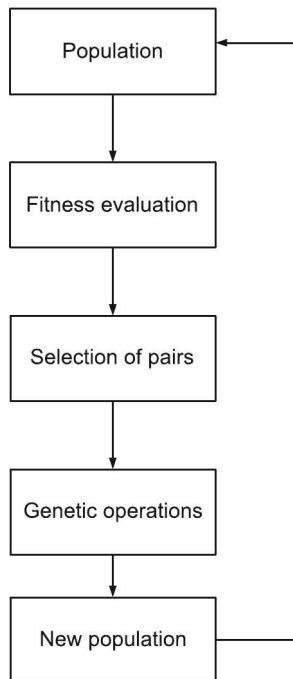 Population
Fitness evaluation
Selection of pairs
Genetic operations
New population